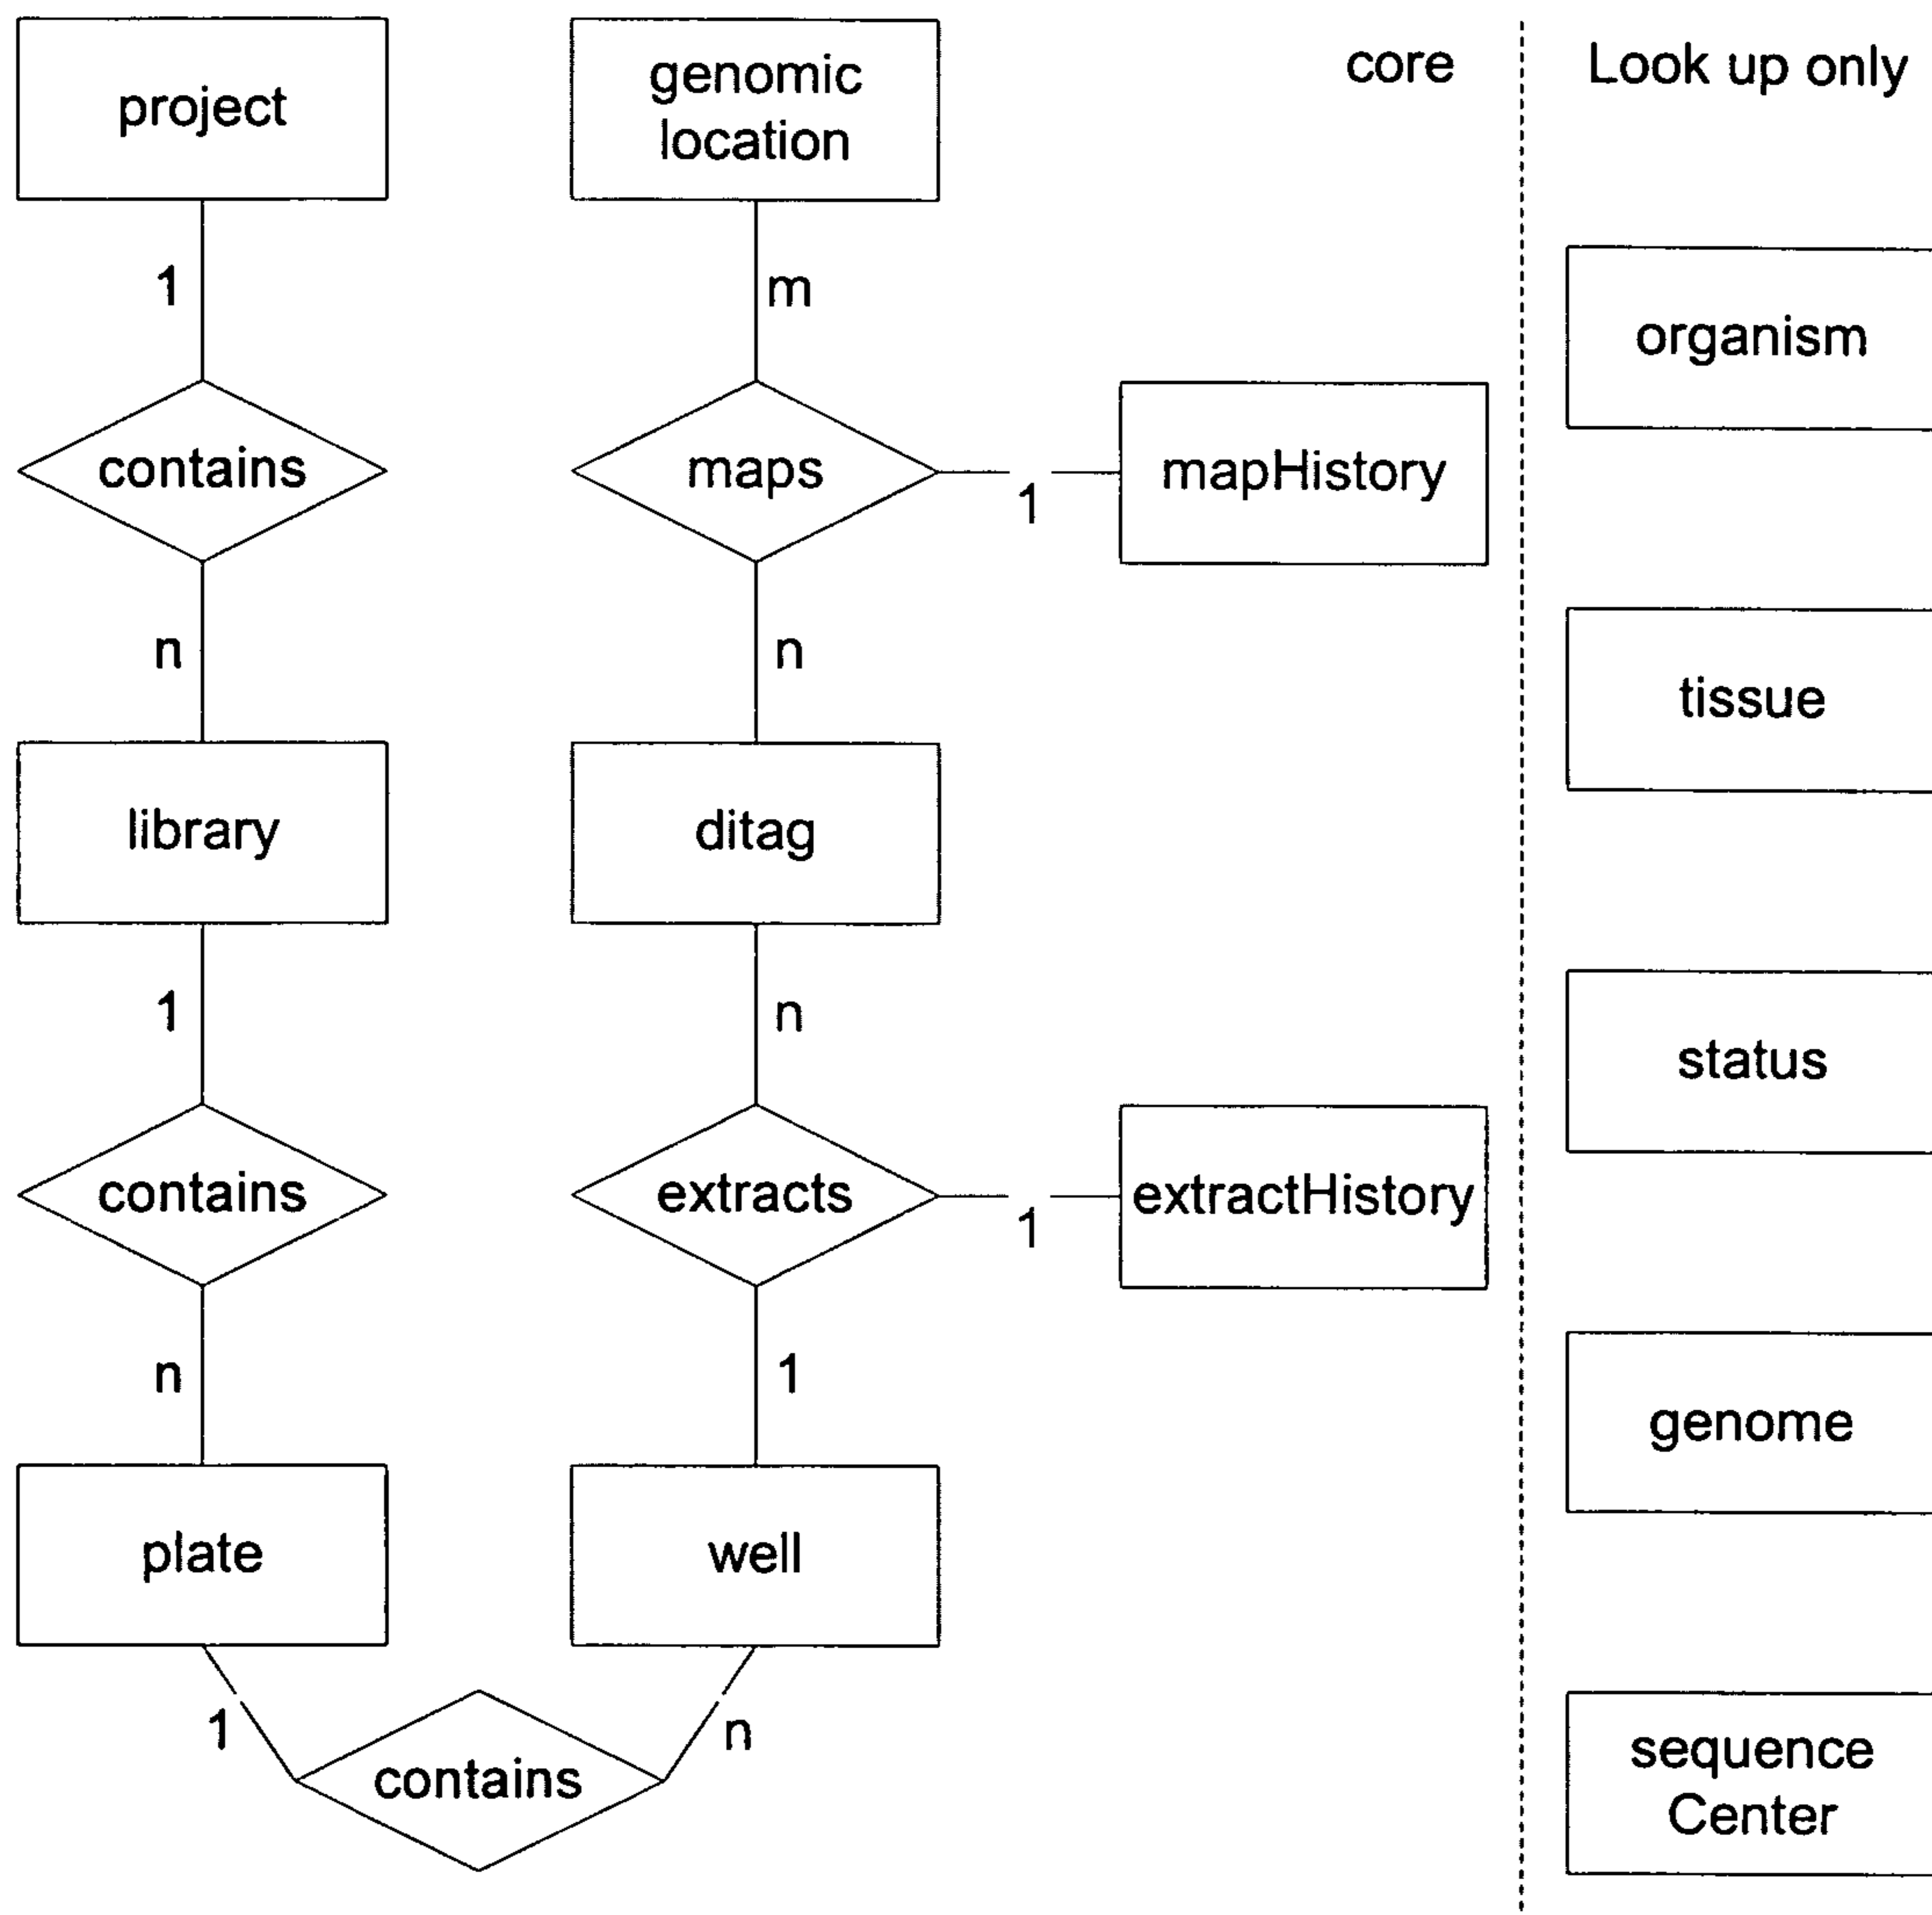 project
genomic
location
core
Look up only
1
m
organism
contains
maps
1
mapHistory
n
n
tissue
library
ditag
1
n
status
contains
extracts
1
extractHistory
n
1
genome
plate
well
1
n
contains
sequence
Center